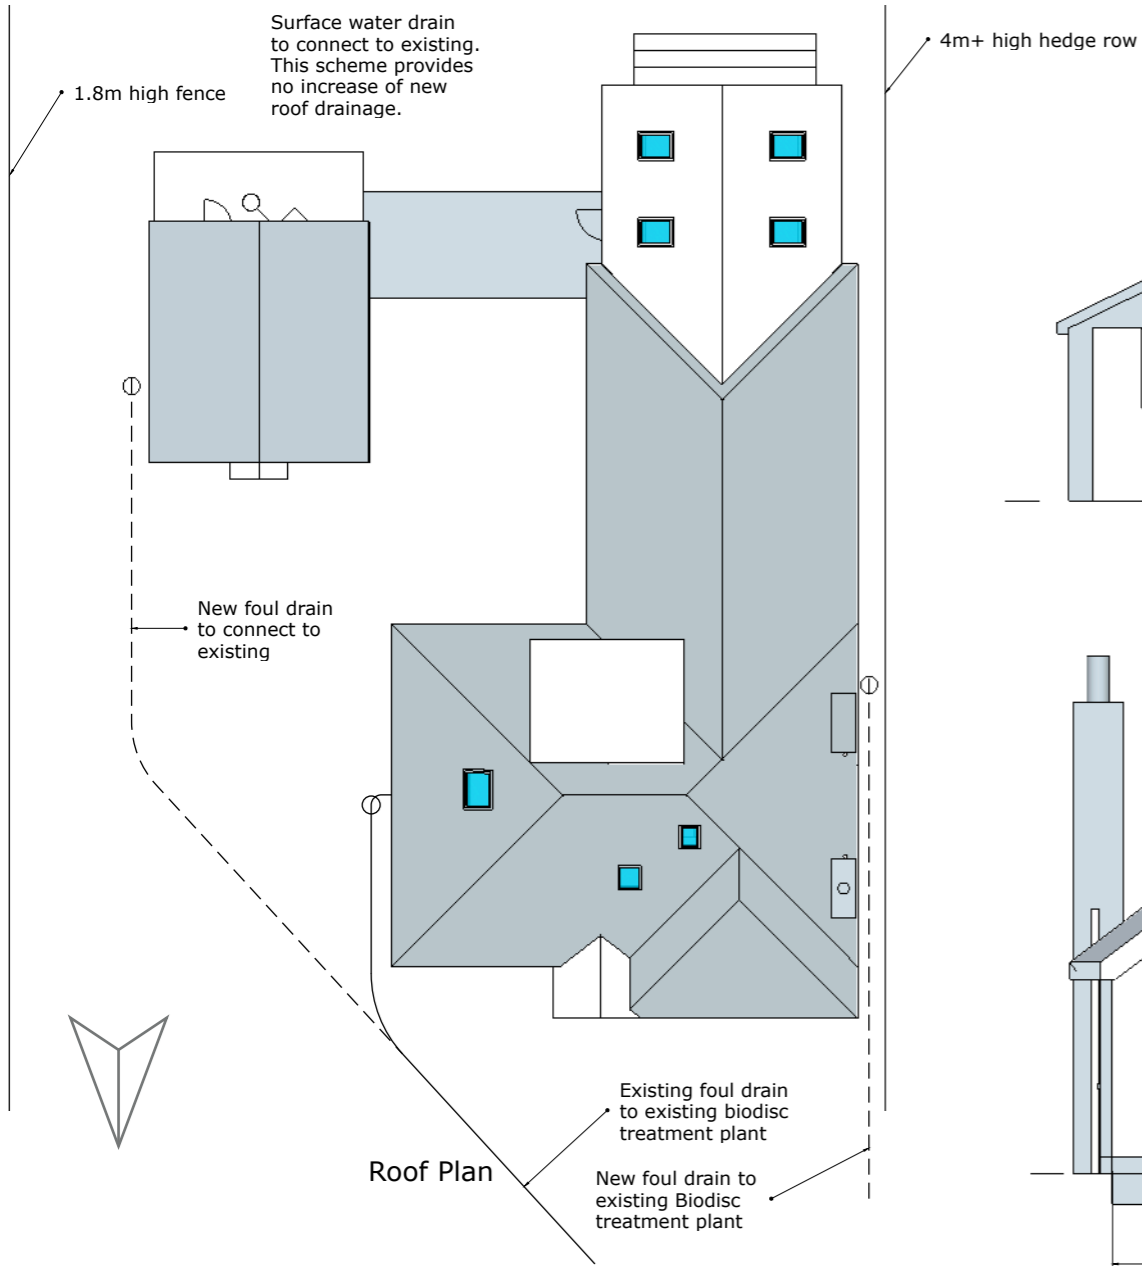 Surface water drain
to connect to existing.
This scheme provides
no increase of new
roof drainage.
4m+ high hedge row
1.8m high fence
New foul drain
to connect to
existing
Existing foul drain
to existing biodisc
treatment plant
Roof Plan
New foul drain to
existing Biodisc
treatment plant